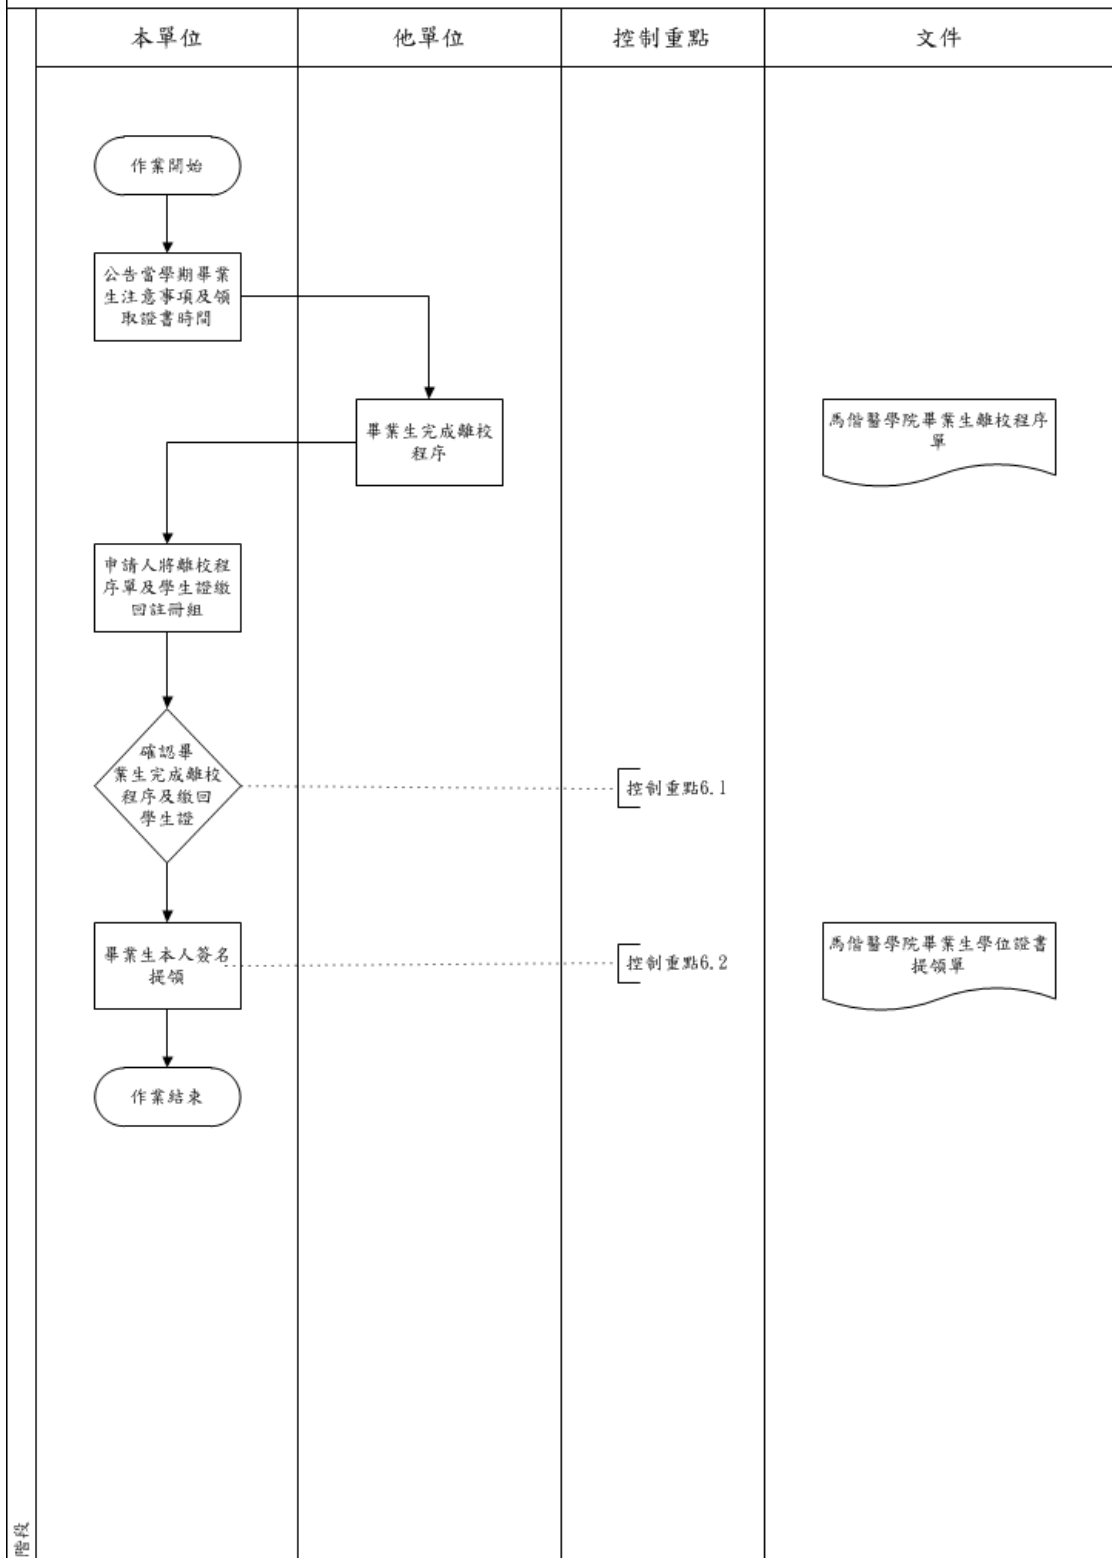 本單位
他單位
控制重點
文件
作業開始
公告當學期畢業
生注意事項及領
取證書時間
畢業生完成離校
程序
馬偕醫學院畢業生離校程序
單
申請人將離校程
序單及學生證繳
回註冊組
確認畢
業生完成離校
程序及繳回
學生證
控制重點6.1
畢業生本人簽名
提領
控制重點6.2
馬偕醫學院畢業生學位證書
提領單
作業結束
階段